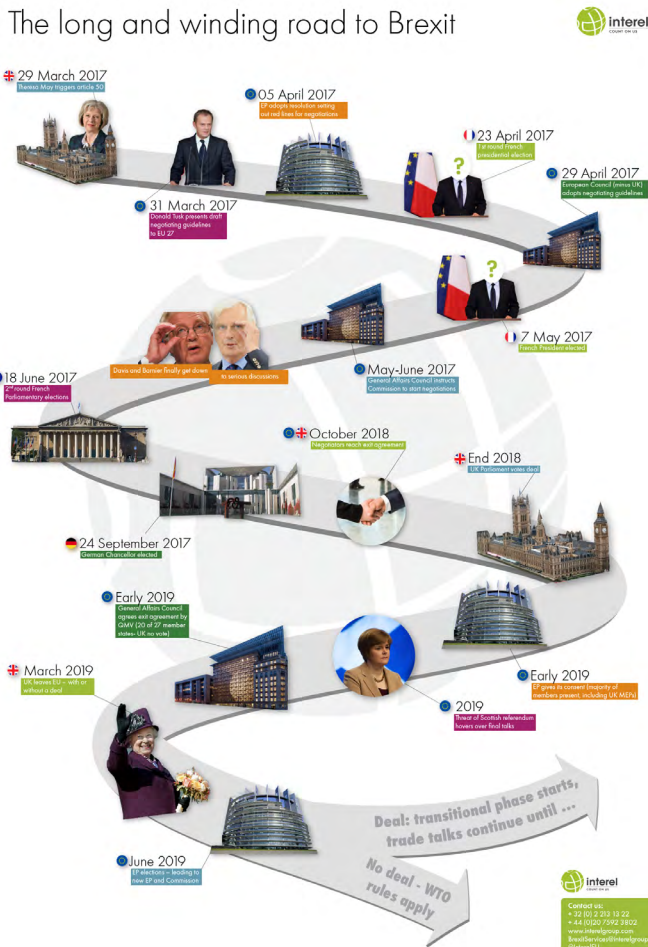 The long and winding road to Brexit
interel
COUNT ON US
29 March 2017
Theresa May triggers article 50
05 April 2017
EP adopts resolution setting
out red lines for negotiations
23 April 2017
1st round French
presidential election
?
29 April 2017
European Council (minus UK)
adopts negotiating guidelines
31 March 2017
Donald Tusk presents draft
negotiating guidelines
to EU 27
?
7 May 2017
French President elected
Davis and Barnier finally get down
to serious discussions
May-June 2017
General Affairs Council instructs
Commission to start negotiations
18 June 2017
2nd round French
Parliamentary elections
October 2018
Negotiators reach exit agreement
End 2018
UK Parliament votes deal
24 September 2017
German Chancellor elected
Early 2019
General Affairs Council
agrees exit agreement by
QMV (20 of 27 member
states- UK no vote)
Early 2019
EP gives its consent (majority of
members present, including UK MEPs)
March 2019
UK leaves EU – with or
without a deal
2019
Threat of Scottish referendum
hovers over final talks
Deal: transitional phase starts,
trade talks continue until ...
June 2019
EP elections – leading to
new EP and Commission
No deal - WTO
rules apply
interel
COUNT ON US
Contact us:
+ 32 (0) 2 213 13 22
+ 44 (0)20 7592 3802
www.interelgroup.com
BrexitServices@interelgroup